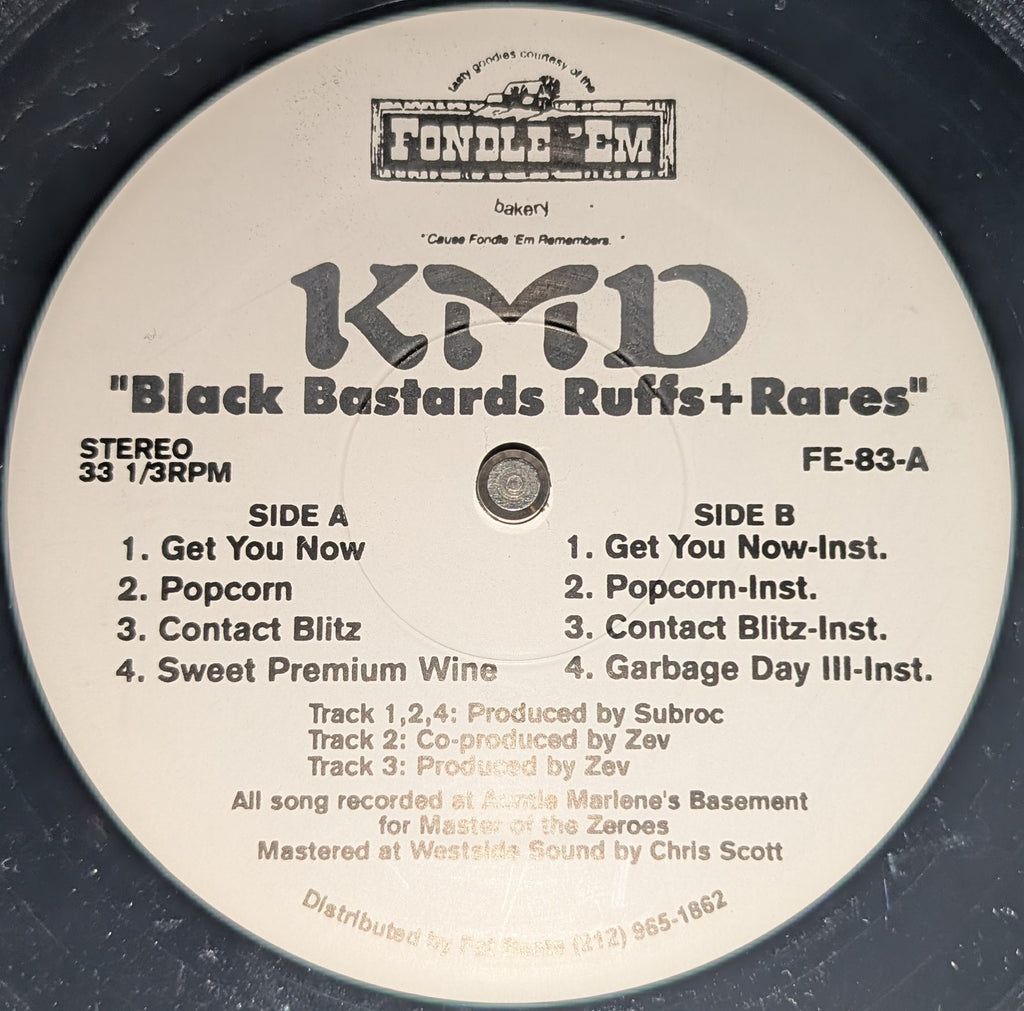 tasty goodies courtesy of the
FONDLE 'EM
bakery
"Cause Fondle 'Em Remembers. "
KMD
"Black Bastards Ruffs+Rares"
STEREO
33 1/3RPM
FE-83-A
SIDE A
1. Get You Now
2. Popcorn
3. Contact Blitz
4. Sweet Premium Wine
SIDE B
1. Get You Now-Inst.
2. Popcorn-Inst.
3. Contact Blitz-Inst.
4. Garbage Day III-Inst.
Track 1,2,4: Produced by Subroc
Track 2: Co-produced by Zev
Track 3: Produced by Zev
All song recorded at Auntie Marlene's Basement
for Master of the Zeroes
Mastered at Westside Sound by Chris Scott
Distributed by Fat Beats (212) 965-1862